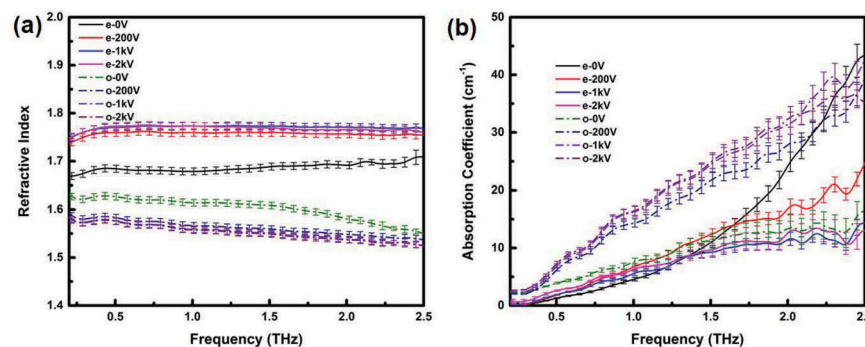 (a)
2.0
1.9
1.8
1.7
1.6
1.5
1.4
Refractive Index
e-0V
e-200V
e-1kV
e-2kV
o-0V
o-200V
o-1kV
o-2kV
0.5
1.0
1.5
2.0
2.5
Frequency (THz)
(b)
50
40
30
20
10
0
Absorption Coefficient (cm⁻¹)
e-0V
e-200V
e-1kV
e-2kV
o-0V
o-200V
o-1kV
o-2kV
0.5
1.0
1.5
2.0
2.5
Frequency (THz)